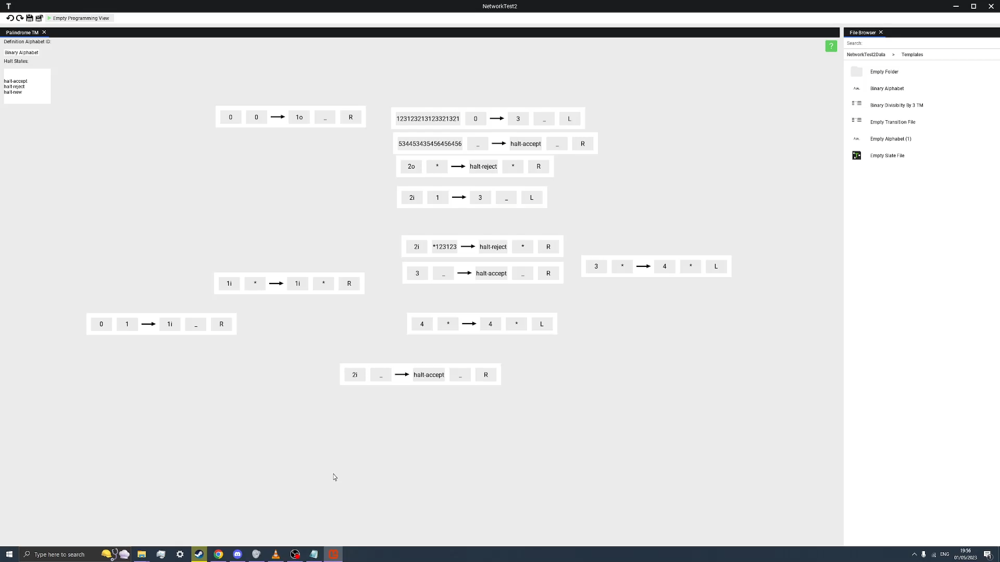 T
NetworkTest2
Empty Programming View
Palindrome TM
Definition Alphabet ID:
Binary Alphabet
Halt States:
halt-accept
halt-reject
halt-new
?
0 0 1o _ R
123123213123321321 0 3 _ L
534453435456456456 _ halt-accept _ R
2o * halt-reject * R
2i 1 3 _ L
2i *123123 halt-reject * R
3 _ halt-accept _ R
3 * 4 * L
1i * 1i * R
0 1 1i _ R
4 * 4 * L
2i _ halt-accept _ R
File Browser
Search:
NetworkTest2Data > Templates
Empty Folder
Binary Alphabet
Binary Divisibilty By 3 TM
Empty Transition File
Empty Alphabet (1)
Empty Slate File
Type here to search
ENG
19:56
01/05/2023